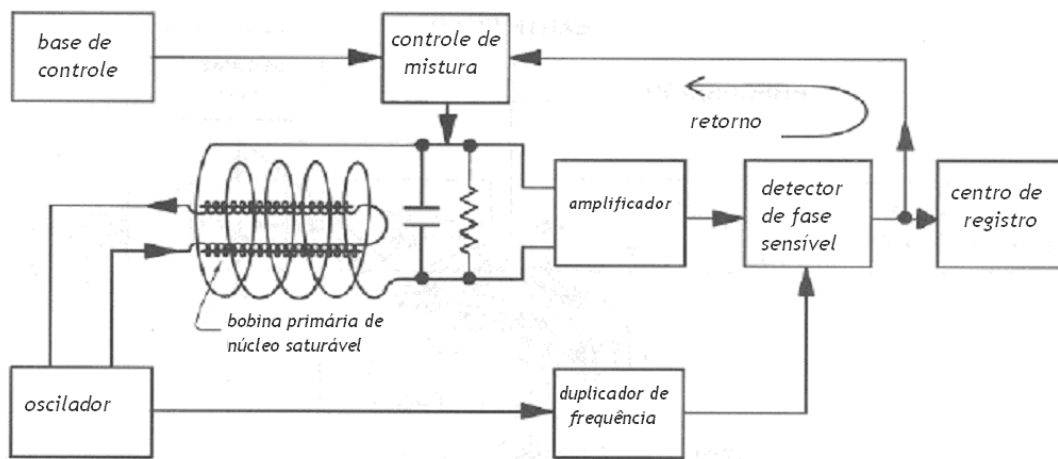 base de
controle
controle de
mistura
retorno
amplificador
detector
de fase
sensível
centro de
registro
bobina primária de
núcleo saturável
oscilador
duplicador de
frequência